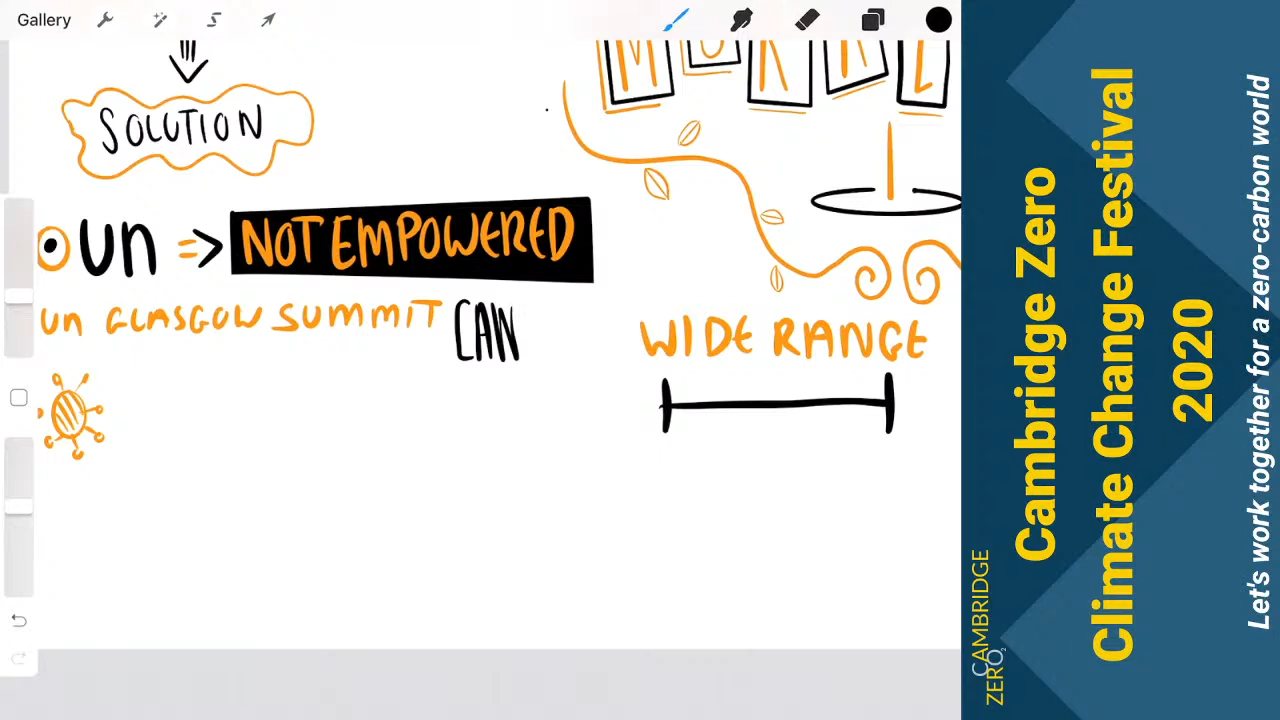 Gallery
SOLUTION
UN => NOT EMPOWERED
UN GLASGOW SUMMIT CAN
WIDE RANGE
Cambridge Zero
Climate Change Festival
2020
Let's work together for a zero-carbon world
CAMBRIDGE
ZERO₂